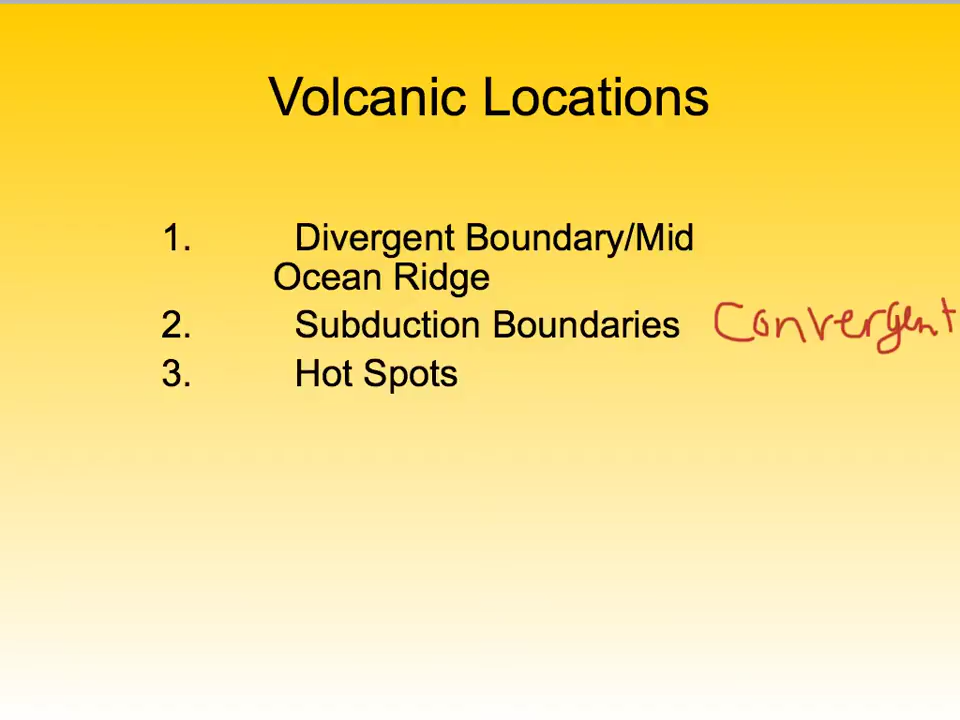 Volcanic Locations
1. Divergent Boundary/Mid
Ocean Ridge
2. Subduction Boundaries Convergent
3. Hot Spots